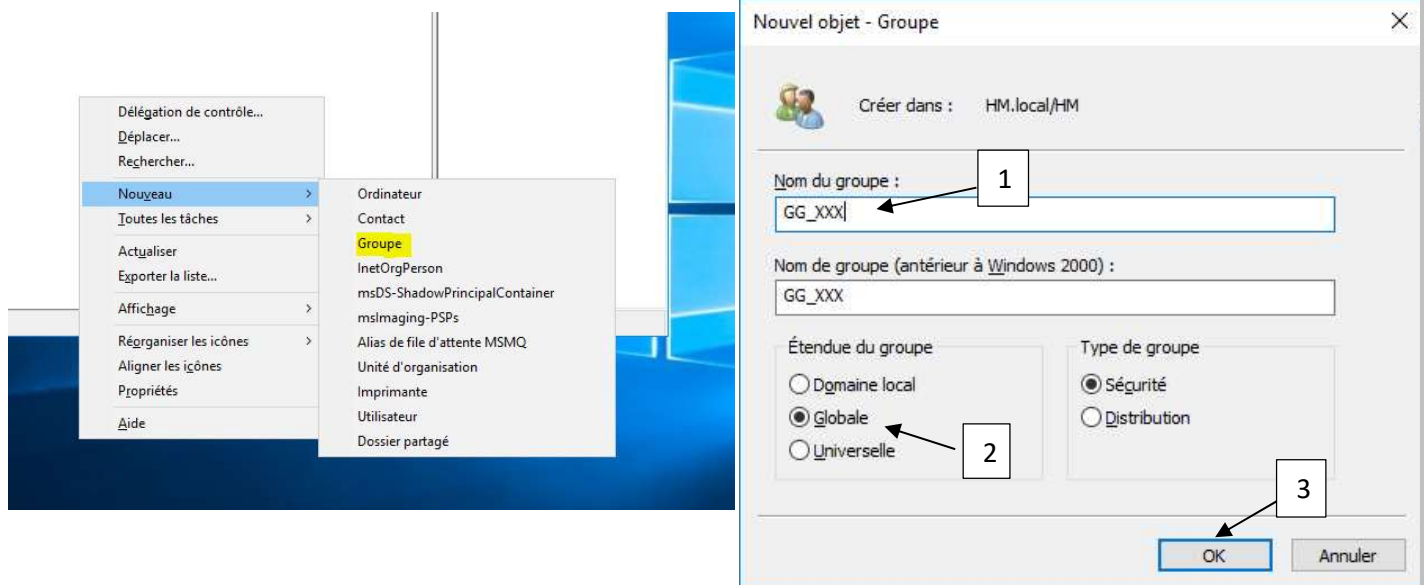 Délégation de contrôle...
Déplacer...
Rechercher...
Nouveau >
Toutes les tâches >
Actualiser
Exporter la liste...
Affichage >
Réorganiser les icônes >
Aligner les icônes
Propriétés
Aide
Ordinateur
Contact
Groupe
InetOrgPerson
msDS-ShadowPrincipalContainer
msImaging-PSPs
Alias de file d'attente MSMQ
Unité d'organisation
Imprimante
Utilisateur
Dossier partagé
Nouvel objet - Groupe
Créer dans : HM.local/HM
Nom du groupe :
1
GG_XXX
Nom de groupe (antérieur à Windows 2000) :
GG_XXX
Étendue du groupe
Domaine local
Globale
Universelle
2
Type de groupe
Sécurité
Distribution
3
OK Annuler